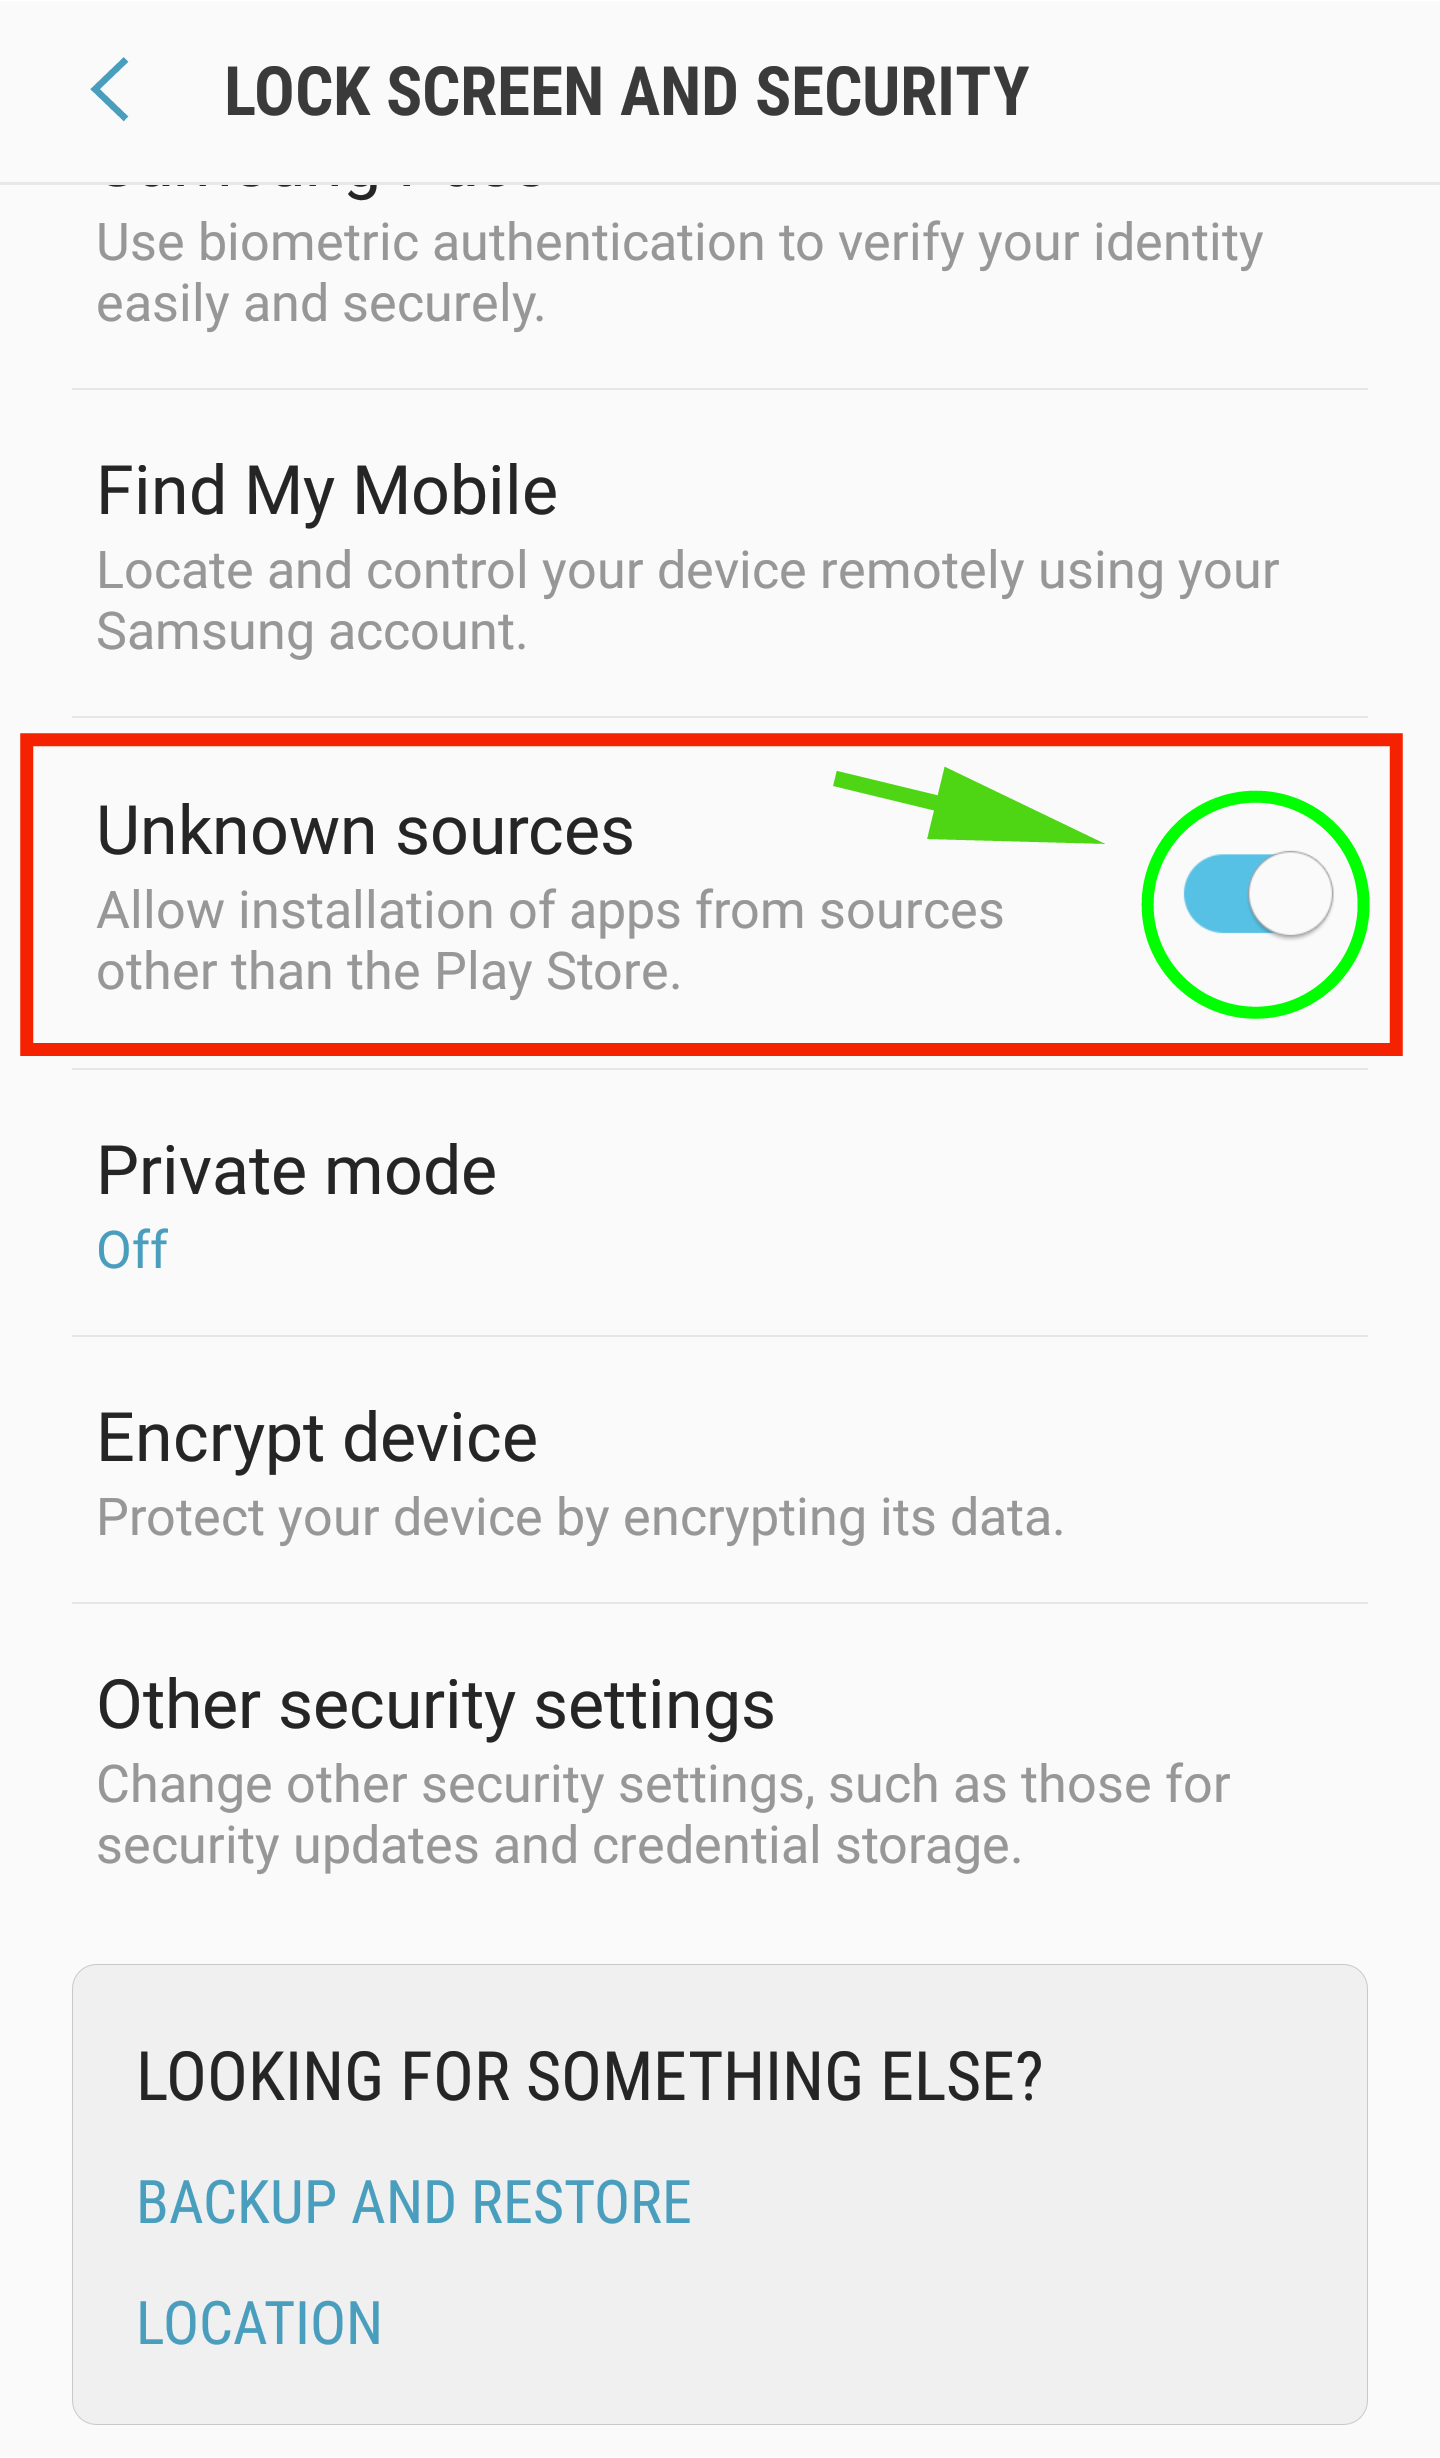 LOCK SCREEN AND SECURITY
Use biometric authentication to verify your identity
easily and securely.
Find My Mobile
Locate and control your device remotely using your
Samsung account.
Unknown sources
Allow installation of apps from sources
other than the Play Store.
Private mode
Off
Encrypt device
Protect your device by encrypting its data.
Other security settings
Change other security settings, such as those for
security updates and credential storage.
LOOKING FOR SOMETHING ELSE?
BACKUP AND RESTORE
LOCATION